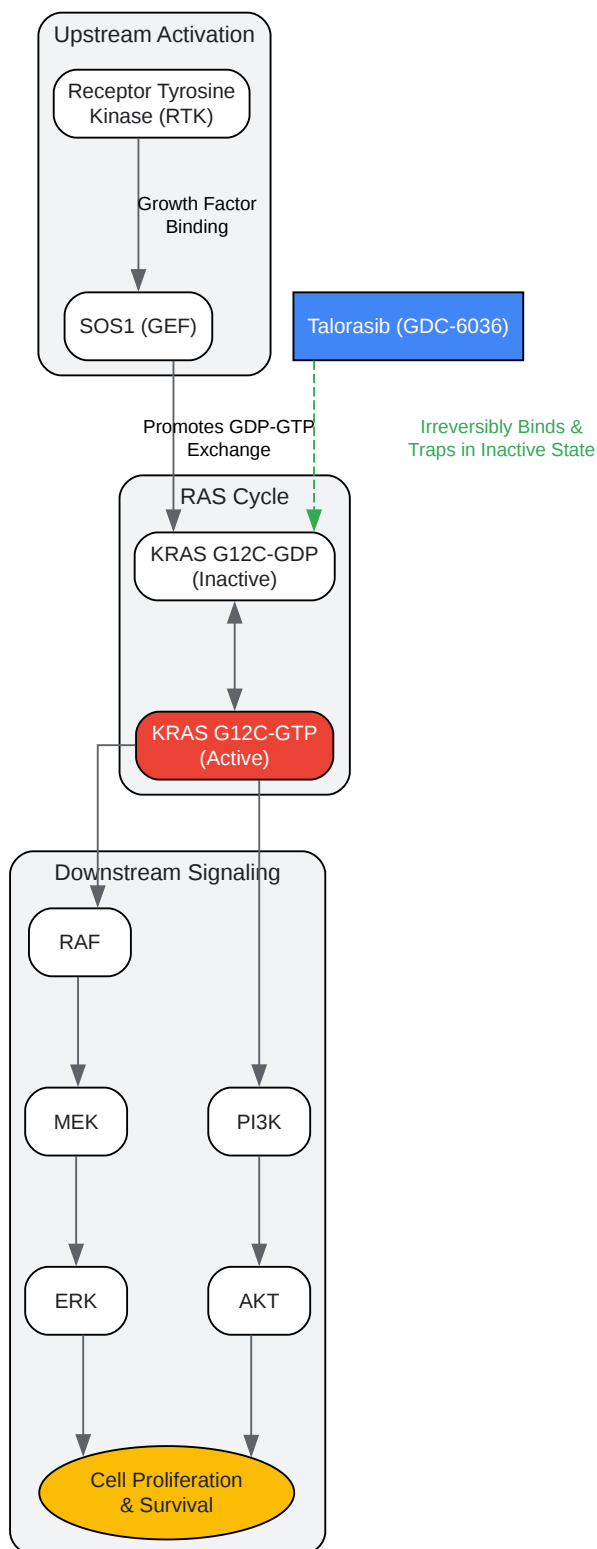 Upstream Activation
Receptor Tyrosine
Kinase (RTK)
Growth Factor
Binding
SOS1 (GEF)
Talorasib (GDC-6036)
Promotes GDP-GTP
Exchange
Irreversibly Binds &
Traps in Inactive State
RAS Cycle
KRAS G12C-GDP
(Inactive)
KRAS G12C-GTP
(Active)
Downstream Signaling
RAF
MEK
PI3K
ERK
AKT
Cell Proliferation
& Survival